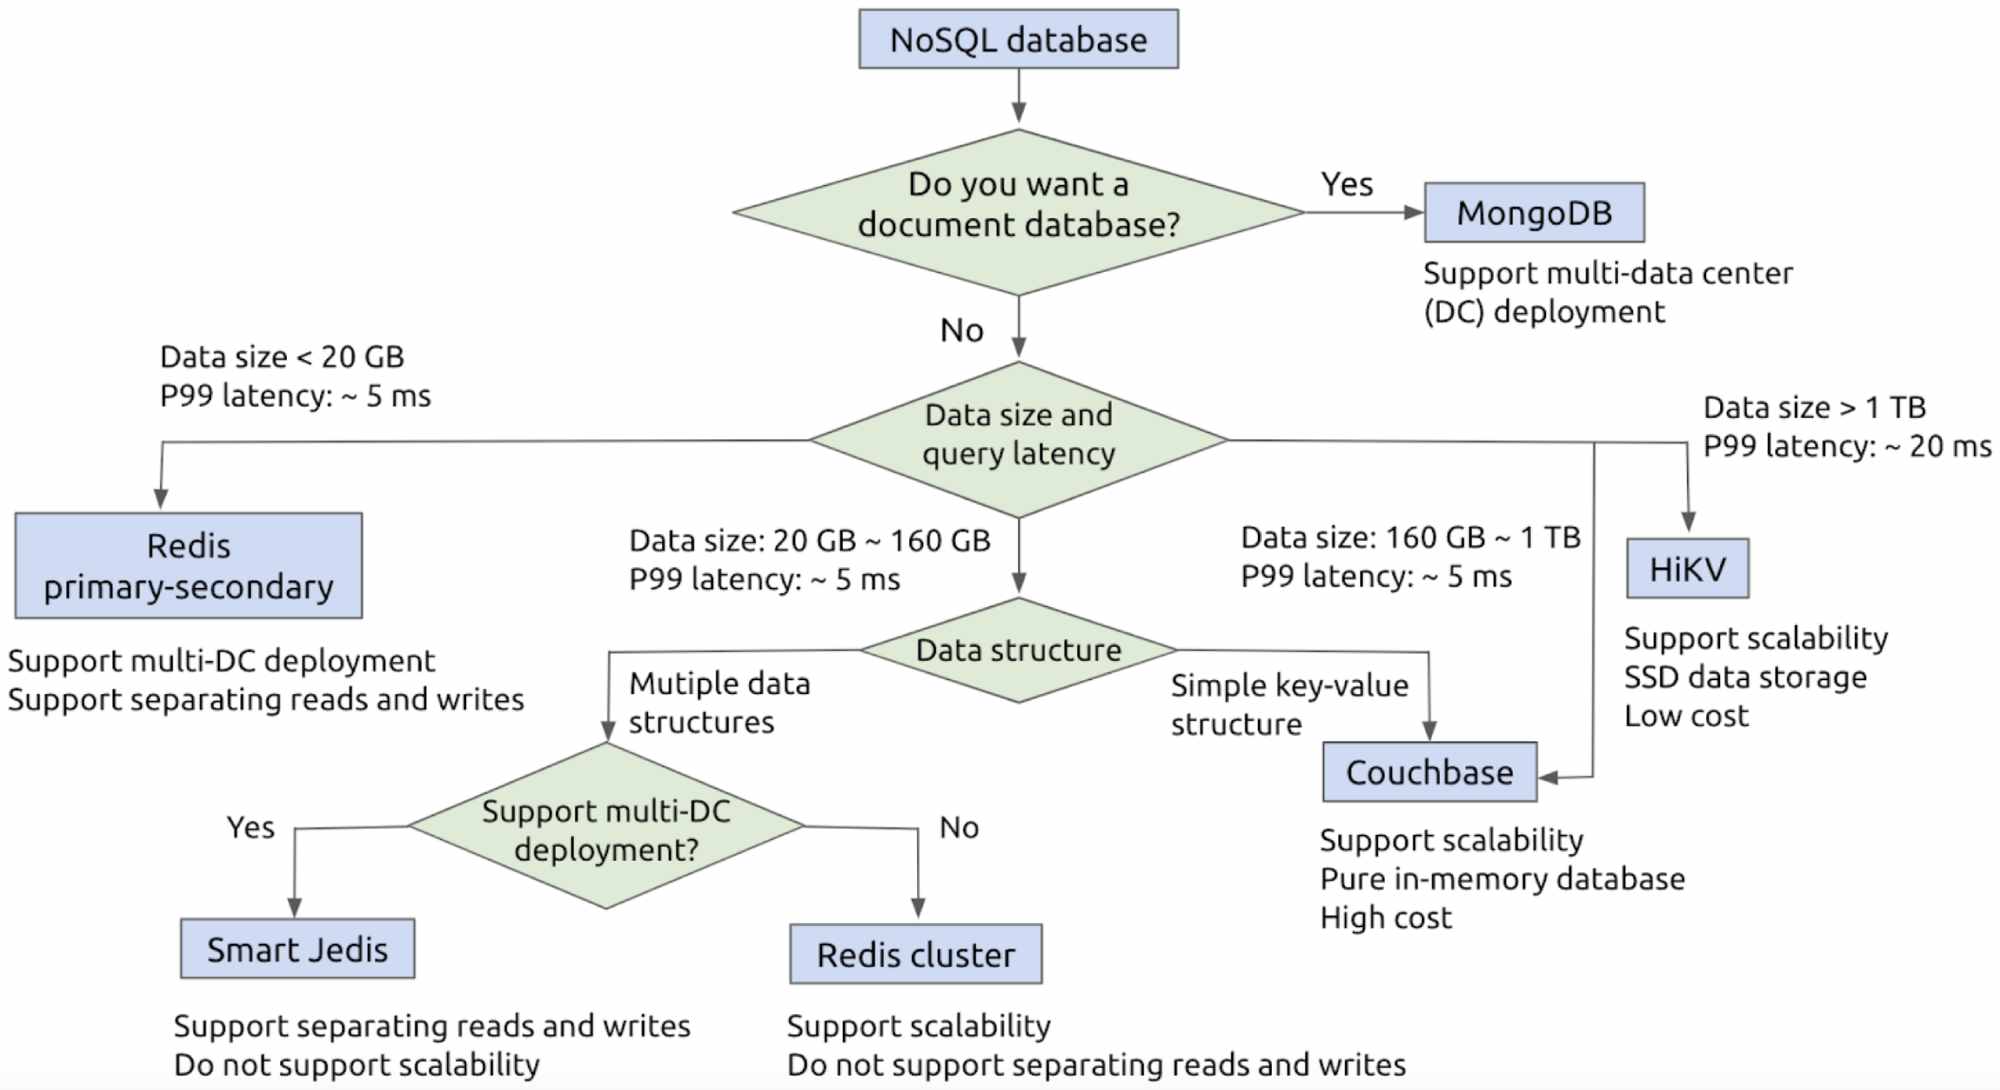 NoSQL database
Do you want a
document database?
Yes
MongoDB
Support multi-data center
(DC) deployment
No
Data size < 20 GB
P99 latency: ~ 5 ms
Data size and
query latency
Data size > 1 TB
P99 latency: ~ 20 ms
Redis
primary-secondary
Support multi-DC deployment
Support separating reads and writes
Data size: 20 GB ~ 160 GB
P99 latency: ~ 5 ms
Data size: 160 GB ~ 1 TB
P99 latency: ~ 5 ms
HiKV
Support scalability
SSD data storage
Low cost
Data structure
Mutiple data
structures
Simple key-value
structure
Couchbase
Support scalability
Pure in-memory database
High cost
Support multi-DC
deployment?
Yes
No
Smart Jedis
Support separating reads and writes
Do not support scalability
Redis cluster
Support scalability
Do not support separating reads and writes